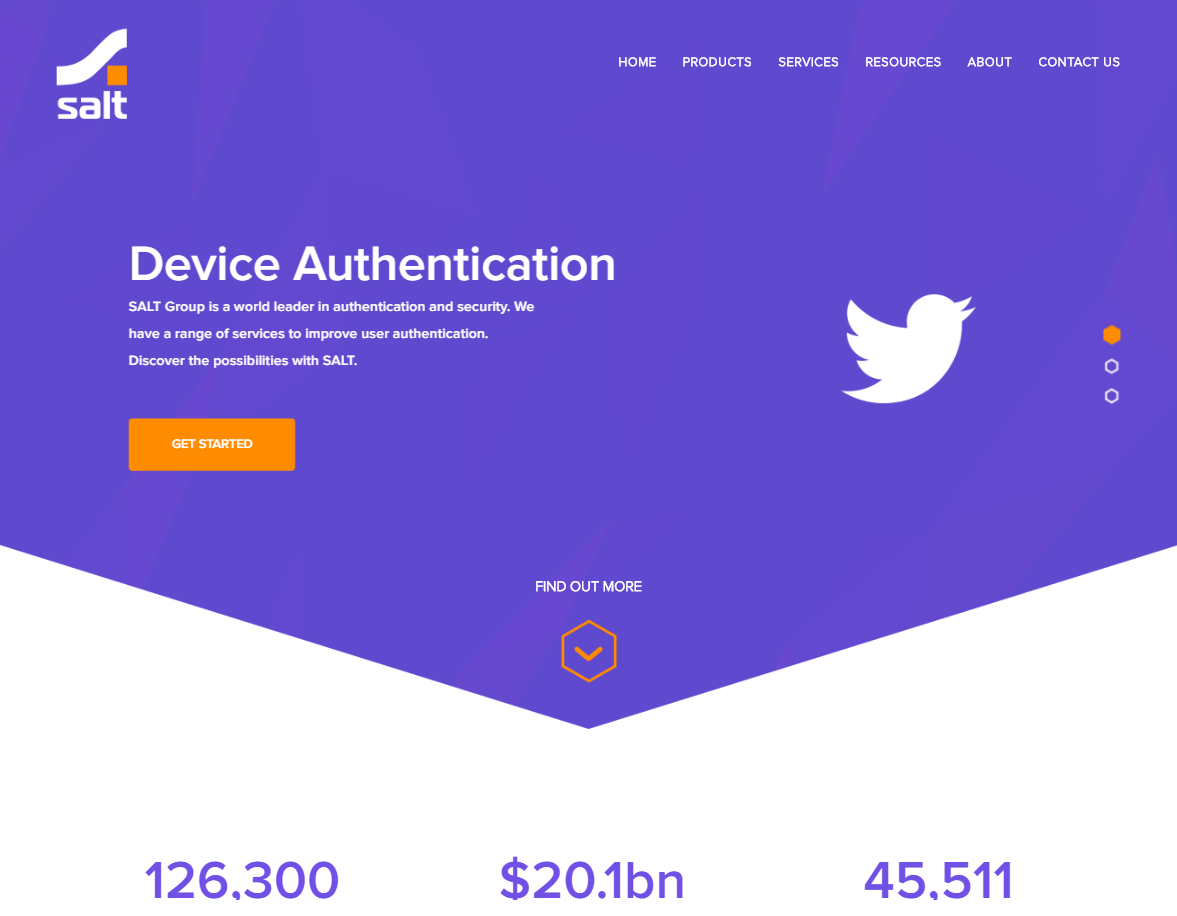 salt
HOME PRODUCTS SERVICES RESOURCES ABOUT CONTACT US
Device Authentication
SALT Group is a world leader in authentication and security. We
have a range of services to improve user authentication.
Discover the possibilities with SALT.
GET STARTED
FIND OUT MORE
126,300 $20.1bn 45,511